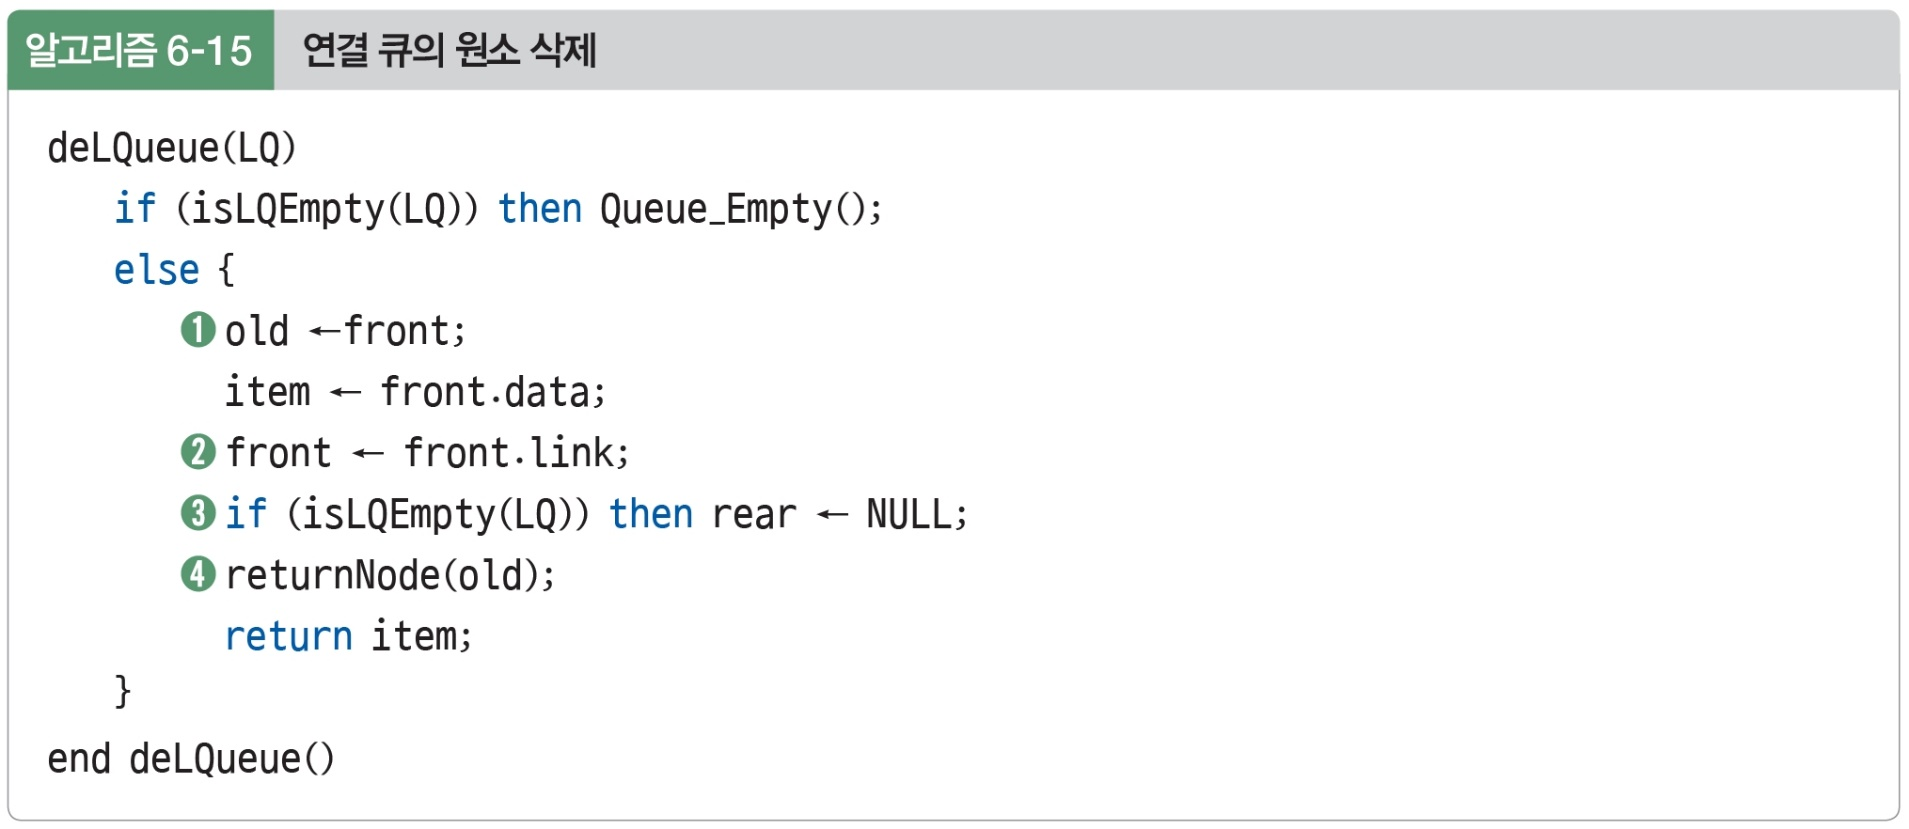 알고리즘 6-15 연결 큐의 원소 삭제
deLQueue(LQ)
if (isLQEmpty(LQ)) then Queue_Empty();
else {
❶ old ←front;
item ← front.data;
❷ front ← front.link;
❸ if (isLQEmpty(LQ)) then rear ← NULL;
❹ returnNode(old);
return item;
}
end deLQueue()